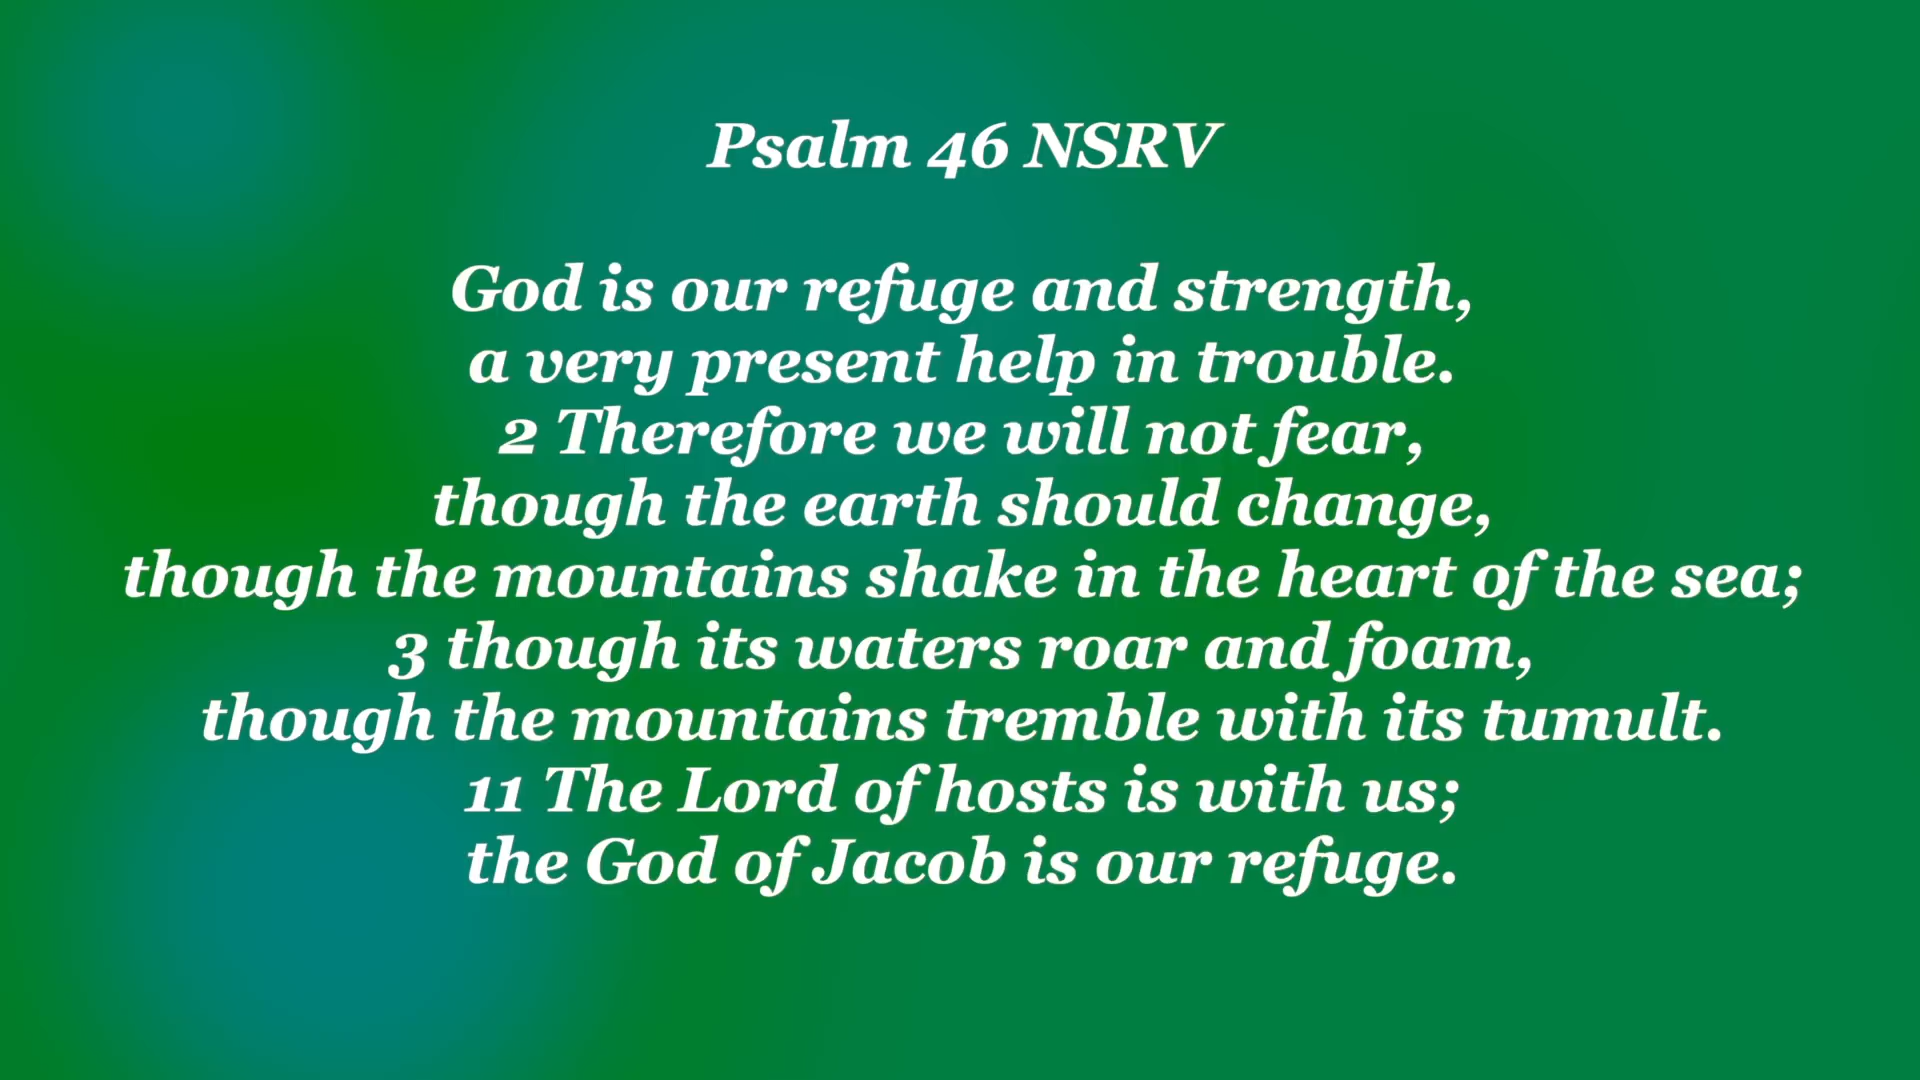 Psalm 46 NSRV
God is our refuge and strength,
a very present help in trouble.
2 Therefore we will not fear,
though the earth should change,
though the mountains shake in the heart of the sea;
3 though its waters roar and foam,
though the mountains tremble with its tumult.
11 The Lord of hosts is with us;
the God of Jacob is our refuge.